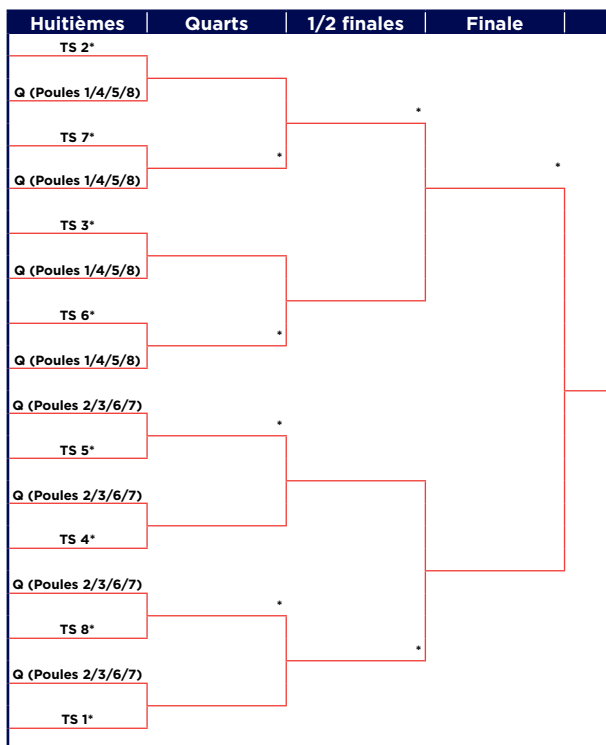 Huitièmes Quarts 1/2 finales Finale
TS 2*
Q (Poules 1/4/5/8)
*
TS 7*
*
*
Q (Poules 1/4/5/8)
TS 3*
Q (Poules 1/4/5/8)
TS 6*
*
Q (Poules 1/4/5/8)
Q (Poules 2/3/6/7)
*
TS 5*
Q (Poules 2/3/6/7)
TS 4*
Q (Poules 2/3/6/7)
*
TS 8*
*
Q (Poules 2/3/6/7)
TS 1*